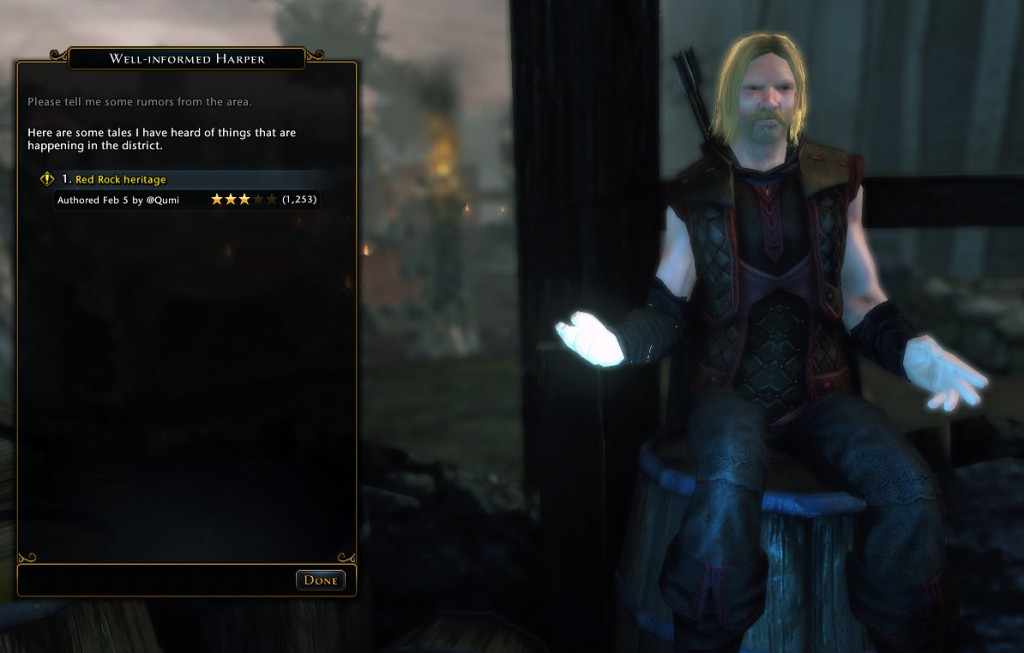 Well-informed Harper
Please tell me some rumors from the area.
Here are some tales I have heard of things that are
happening in the district.
1. Red Rock heritage
Authored Feb 5 by @Qumi (1,253)
Done